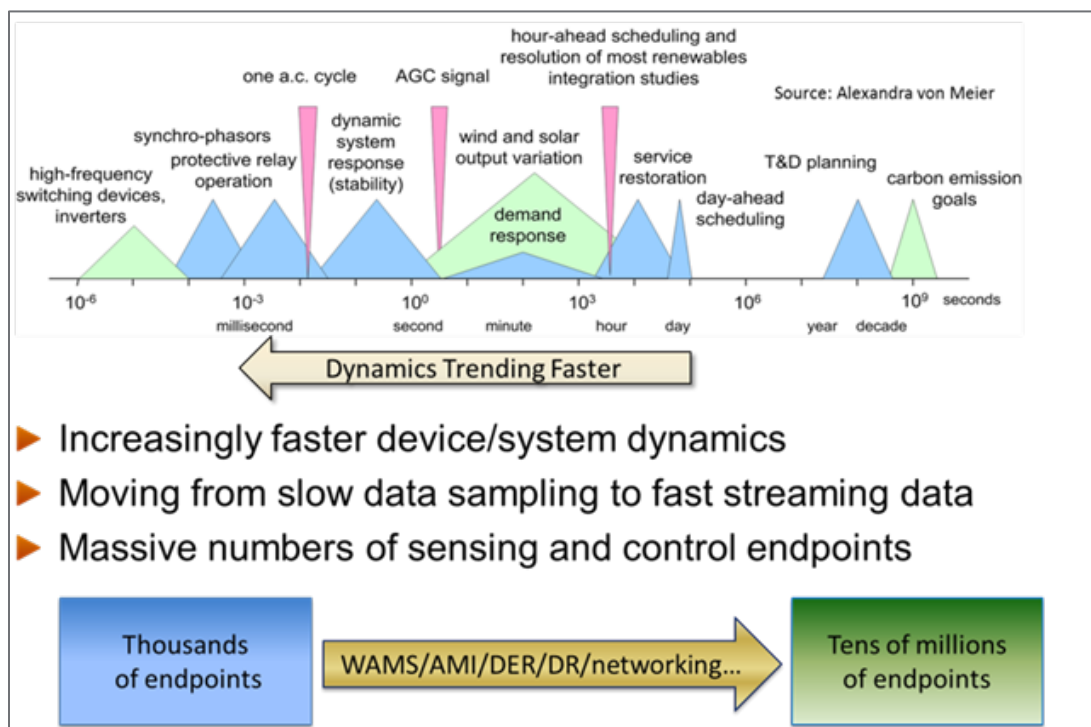 hour-ahead scheduling and
resolution of most renewables
integration studies
one a.c. cycle
AGC signal
Source: Alexandra von Meier
synchro-phasors
protective relay
operation
dynamic
system
response
(stability)
wind and solar
output variation
service
restoration
T&D planning
high-frequency
switching devices,
inverters
day-ahead
scheduling
carbon emission
goals
demand
response
10-6
10-3
100
103
106
109
seconds
millisecond
second
minute
hour
day
year
decade
Dynamics Trending Faster
Increasingly faster device/system dynamics
Moving from slow data sampling to fast streaming data
Massive numbers of sensing and control endpoints
Thousands
of endpoints
WAMS/AMI/DER/DR/networking...
Tens of millions
of endpoints